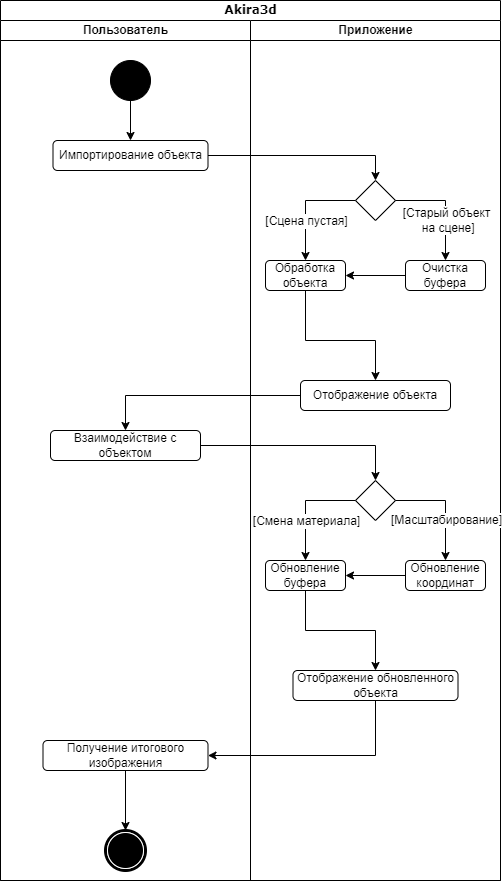 Akira3d
Пользователь
Приложение
Импортирование объекта
[Сцена пустая]
[Старый объект
на сцене]
Обработка
объекта
Очистка
буфера
Отображение объекта
Взаимодействие с
объектом
[Смена материала]
[Масштабирование]
Обновление
буфера
Обновление
координат
Отображение обновленного
объекта
Получение итогового
изображения